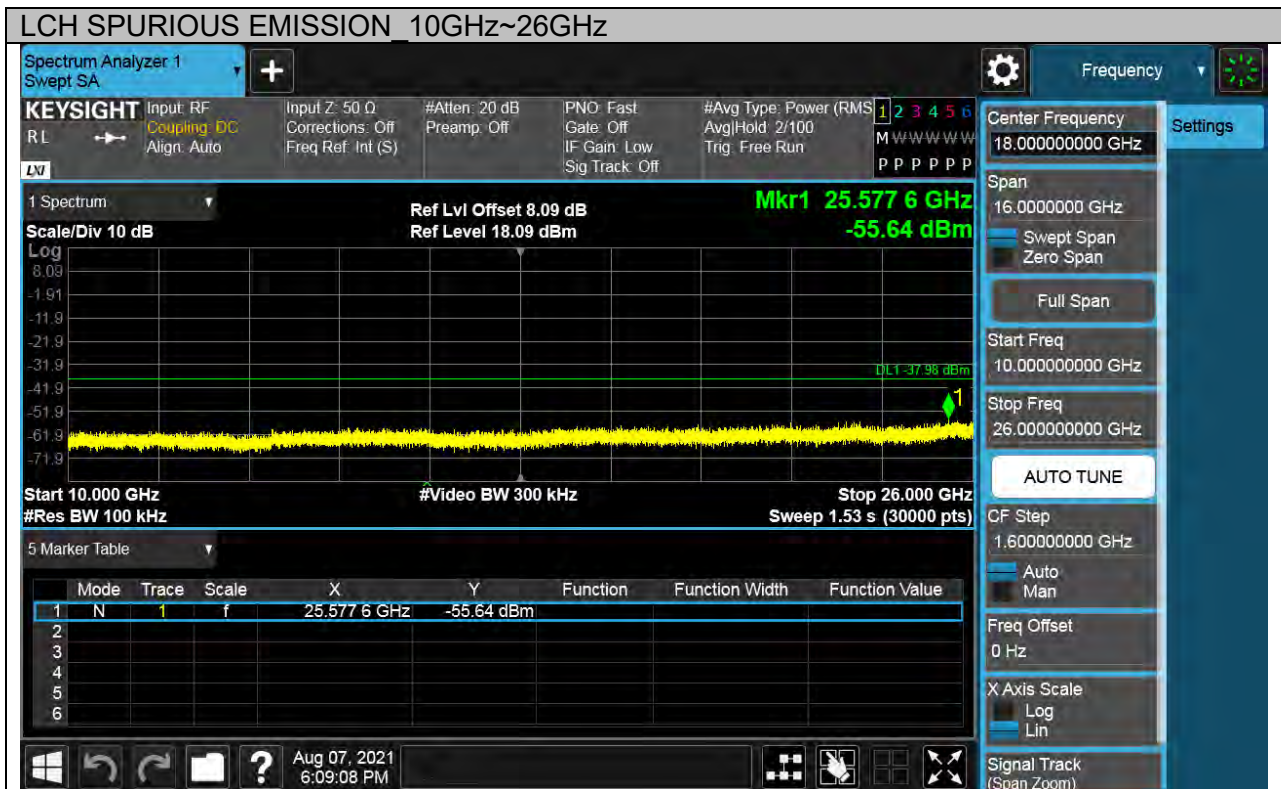 LCH SPURIOUS EMISSION_10GHz~26GHz
Spectrum Analyzer 1
Swept SA
Frequency
KEYSIGHT
RL
LXI
Input: RF
Coupling: DC
Align: Auto
Input Z: 50 Ω
Corrections: Off
Freq Ref: Int (S)
#Atten: 20 dB
Preamp: Off
PNO: Fast
Gate: Off
IF Gain: Low
Sig Track: Off
#Avg Type: Power (RMS
Avg|Hold: 2/100
Trig: Free Run
1 2 3 4 5 6
M W W W W W
P P P P P P
Center Frequency
18.000000000 GHz
Settings
Span
16.0000000 GHz
Swept Span
Zero Span
Full Span
Start Freq
10.000000000 GHz
Stop Freq
26.000000000 GHz
AUTO TUNE
CF Step
1.600000000 GHz
Auto
Man
Freq Offset
0 Hz
X Axis Scale
Log
Lin
Signal Track
(Span Zoom)
1 Spectrum
Scale/Div 10 dB
Ref Lvl Offset 8.09 dB
Ref Level 18.09 dBm
Mkr1 25.577 6 GHz
-55.64 dBm
Log
8.09
-1.91
-11.9
-21.9
-31.9
-41.9
-51.9
-61.9
-71.9
DL1 -37.98 dBm
1
Start 10.000 GHz
#Video BW 300 kHz
Stop 26.000 GHz
#Res BW 100 kHz
Sweep 1.53 s (30000 pts)
5 Marker Table
Mode Trace Scale X Y Function Function Width Function Value
1 N 1 f 25.577 6 GHz -55.64 dBm
2
3
4
5
6
?
Aug 07, 2021
6:09:08 PM